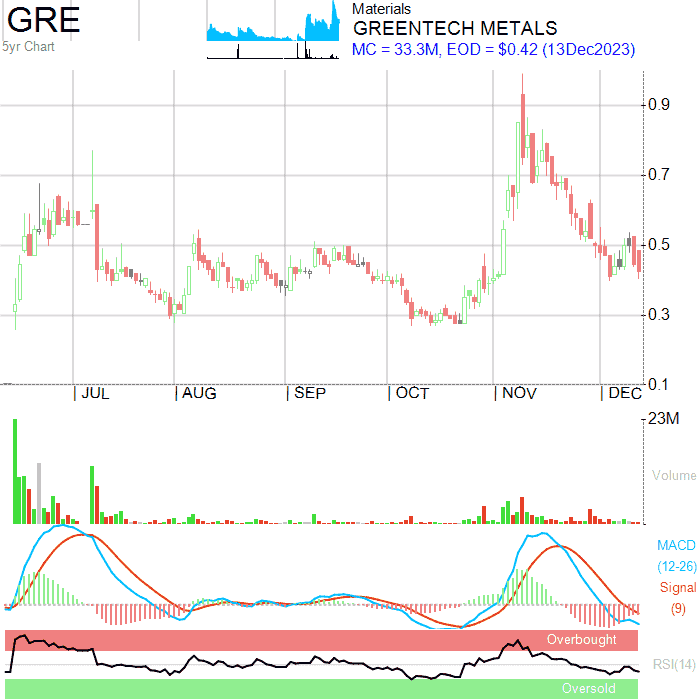 GRE
5yr Chart
Materials
GREENTECH METALS
MC = 33.3M, EOD = $0.42 (13Dec2023)
0.9
0.7
0.5
0.3
0.1
| JUL | AUG | SEP | OCT | NOV | DEC
23M
Volume
MACD
(12-26)
Signal
(9)
Overbought
RSI(14)
Oversold